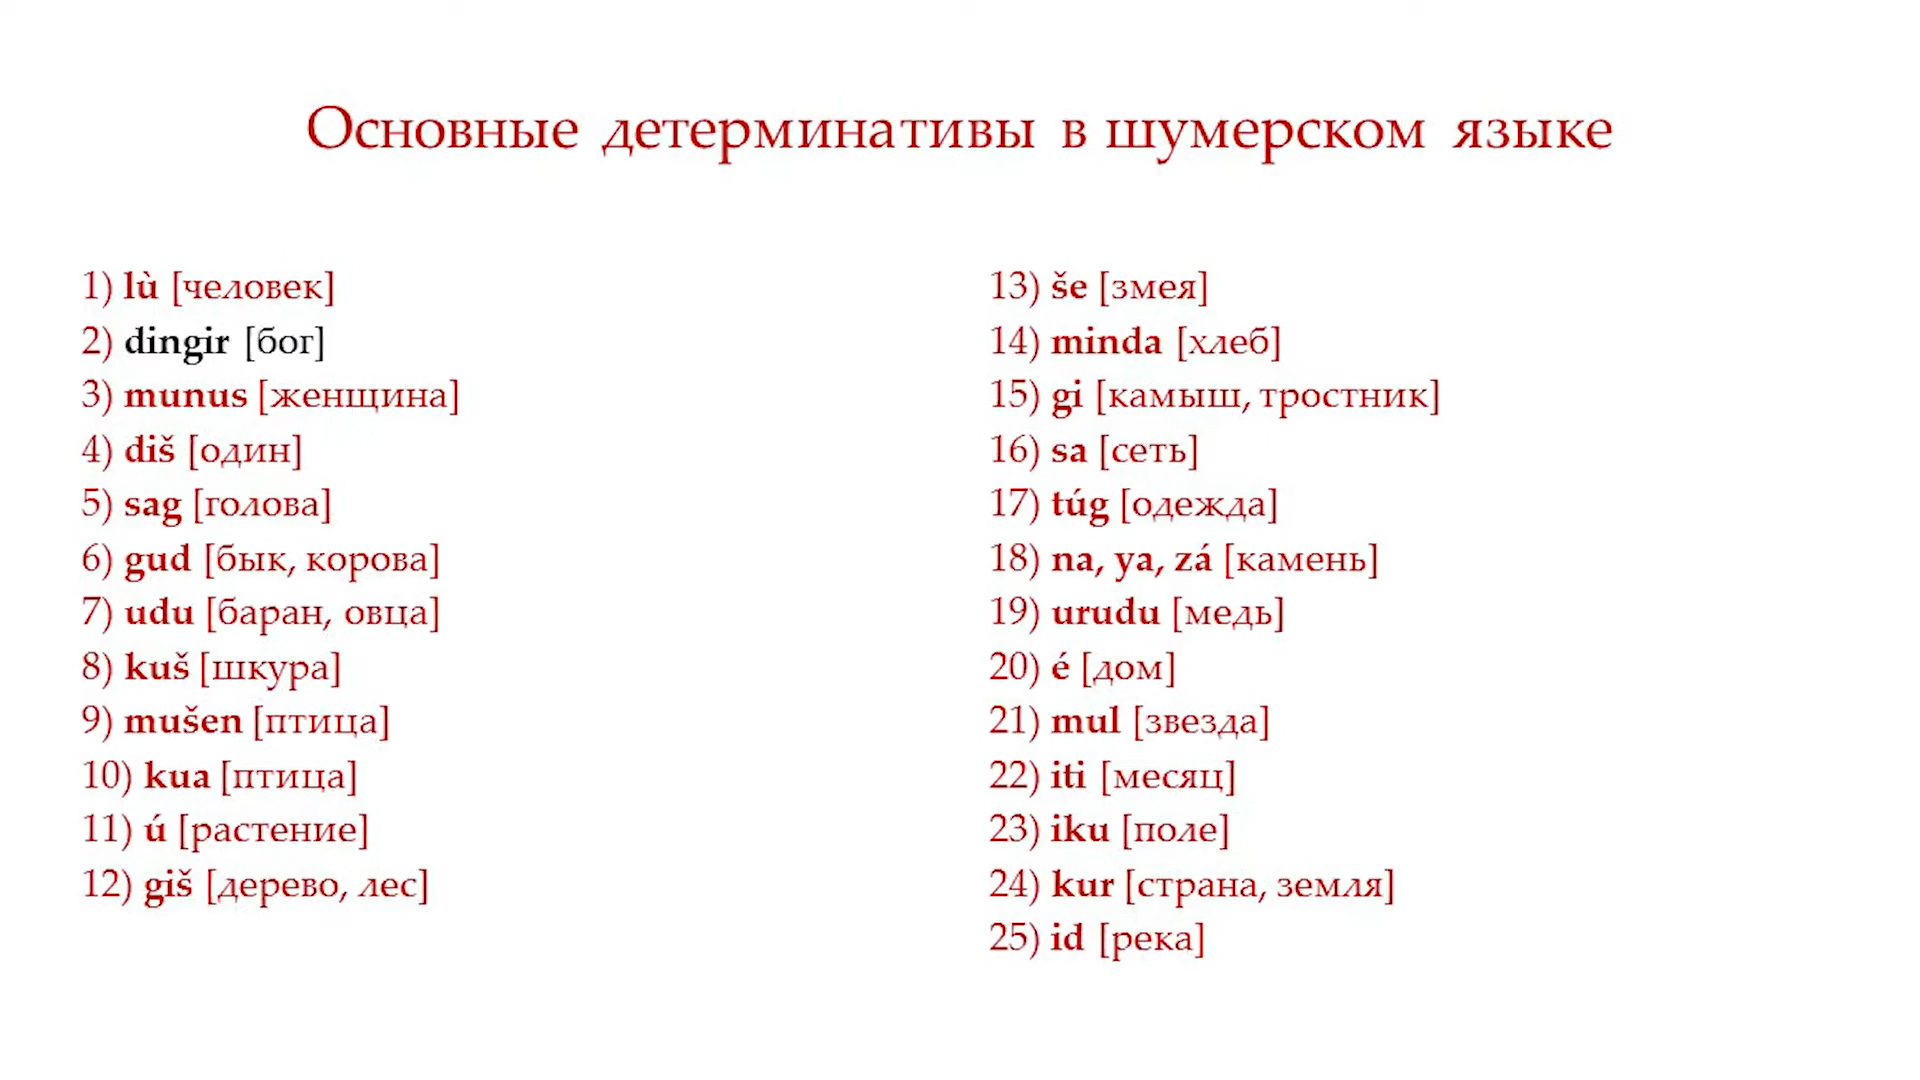 Основные детерминативы в шумерском языке
1) lù [человек]
2) dingir [бог]
3) munus [женщина]
4) diš [один]
5) sag [голова]
6) gud [бык, корова]
7) udu [баран, овца]
8) kuš [шкура]
9) mušen [птица]
10) kua [птица]
11) ú [растение]
12) giš [дерево, лес]
13) še [змея]
14) minda [хлеб]
15) gi [камыш, тростник]
16) sa [сеть]
17) túg [одежда]
18) na, ya, zá [камень]
19) urudu [медь]
20) é [дом]
21) mul [звезда]
22) iti [месяц]
23) iku [поле]
24) kur [страна, земля]
25) id [река]